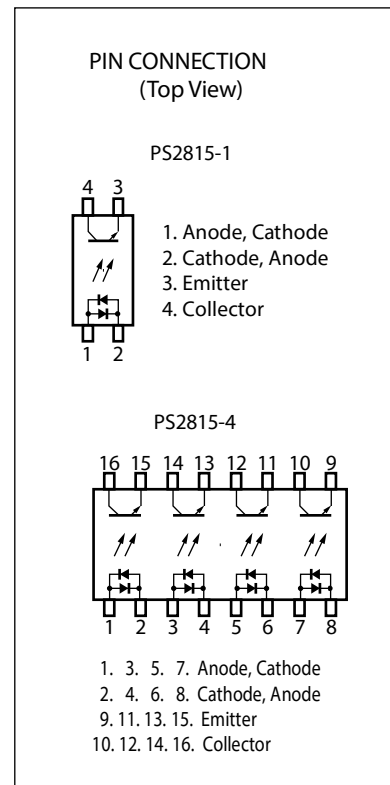 PIN CONNECTION
(Top View)
PS2815-1
4 3
1. Anode, Cathode
2. Cathode, Anode
3. Emitter
4. Collector
1 2
PS2815-4
16 15 14 13 12 11 10 9
1 2 3 4 5 6 7 8
1. 3. 5. 7. Anode, Cathode
2. 4. 6. 8. Cathode, Anode
9. 11. 13. 15. Emitter
10. 12. 14. 16. Collector